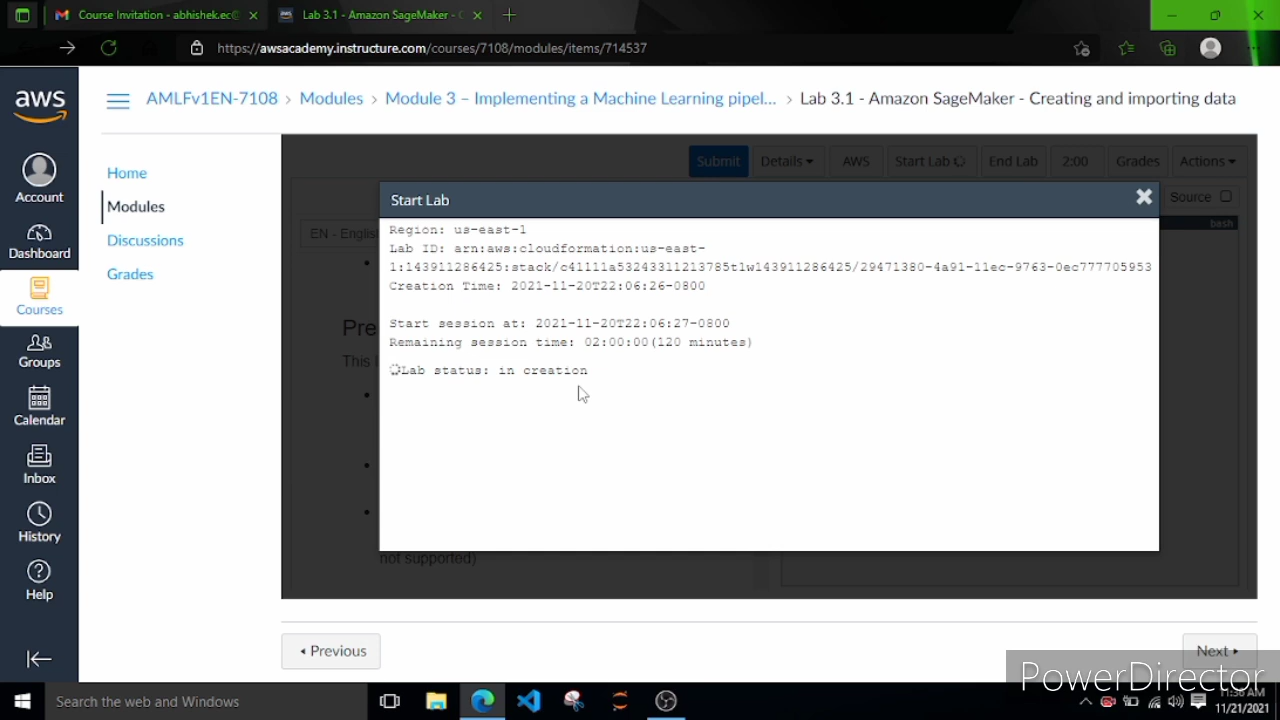 Course Invitation - abhishek.ec@
Lab 3.1 - Amazon SageMaker - C
https://awsacademy.instructure.com/courses/7108/modules/items/714537
aws
AMLFv1EN-7108 › Modules › Module 3 – Implementing a Machine Learning pipel... › Lab 3.1 - Amazon SageMaker - Creating and importing data
Account
Dashboard
Courses
Groups
Calendar
Inbox
History
Help
Home
Modules
Discussions
Grades
Submit Details AWS Start Lab End Lab 2:00 Grades Actions
Source
EN - English
bash
Pre
This
not supported)
Start Lab
Region: us-east-1
Lab ID: arn:aws:cloudformation:us-east-
1:143911286425:stack/c41111a53243311213785t1w143911286425/29471380-4a91-11ec-9763-0ec777705953
Creation Time: 2021-11-20T22:06:26-0800
Start session at: 2021-11-20T22:06:27-0800
Remaining session time: 02:00:00(120 minutes)
Lab status: in creation
Previous
Next
PowerDirector
Search the web and Windows
11/21/2021